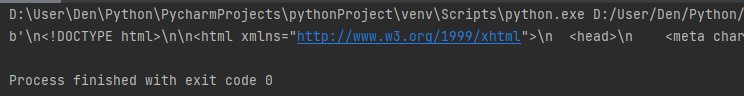 D:\User\Den\Python\PycharmProjects\pythonProject\venv\Scripts\python.exe D:/User/Den/Python/
b'\n<!DOCTYPE html>\n\n<html xmlns="http://www.w3.org/1999/xhtml">\n  <head>\n    <meta char
Process finished with exit code 0